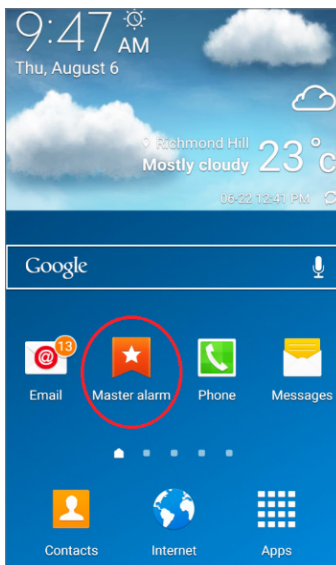 9:47 AM
Thu, August 6
Richmond Hill
Mostly cloudy 23°c
06-22 12:41 PM
Google
@ 13
Email Master alarm Phone Messages
Contacts Internet Apps